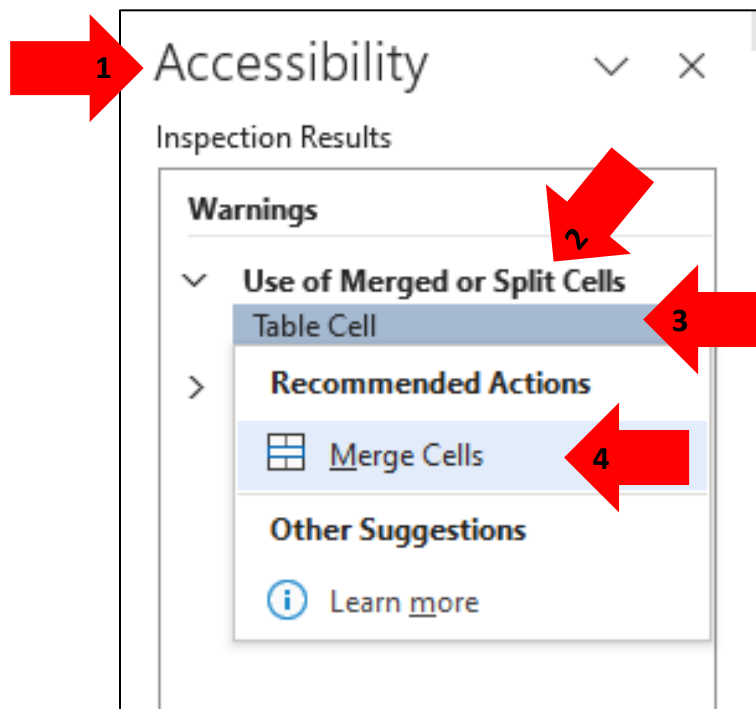 1
Accessibility
Inspection Results
Warnings
2
Use of Merged or Split Cells
Table Cell
3
Recommended Actions
Merge Cells
4
Other Suggestions
Learn more